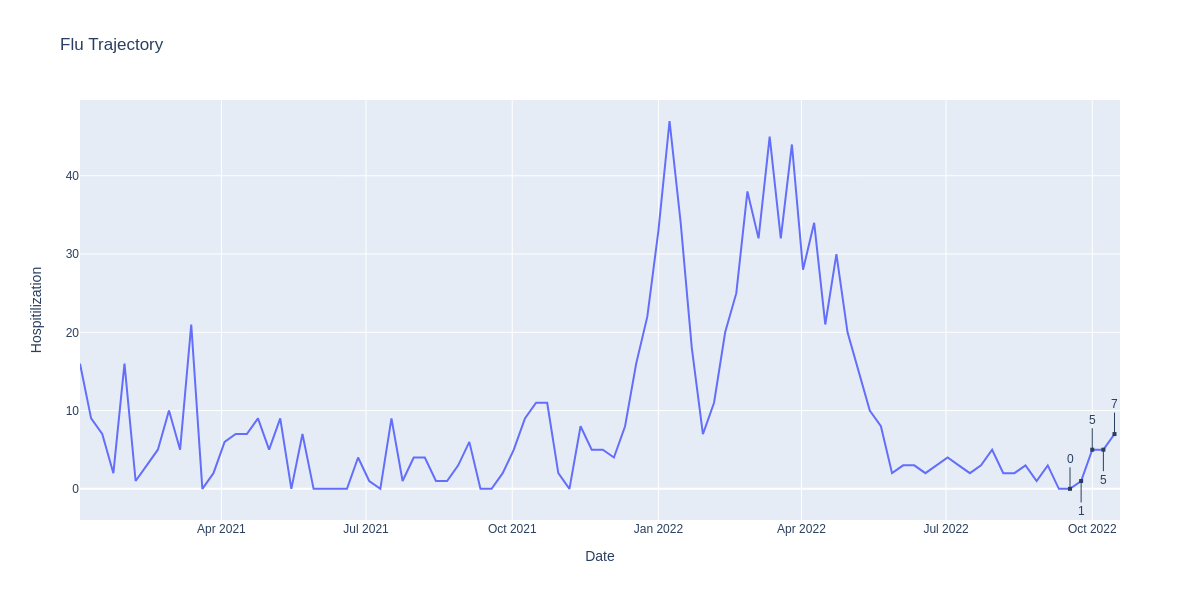 Flu Trajectory
Hospitilization
40
30
20
10
0
0
1
5
5
7
Apr 2021
Jul 2021
Oct 2021
Jan 2022
Apr 2022
Jul 2022
Oct 2022
Date